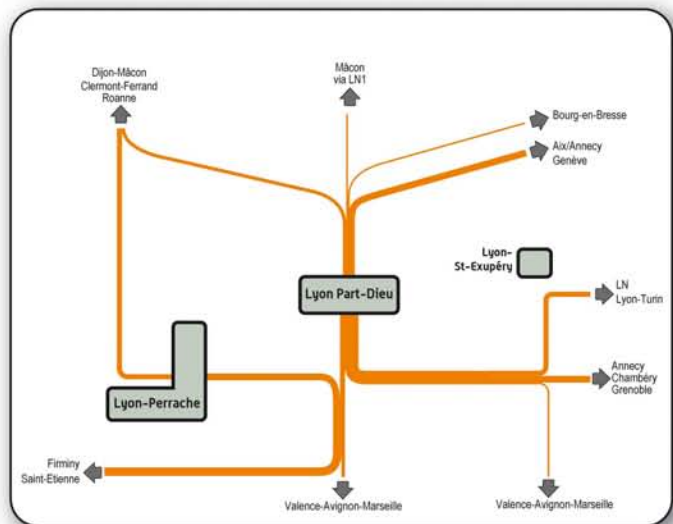 Dijon-Mâcon
Clermont-Ferrand
Roanne
Mâcon
via LN1
Bourg-en-Bresse
Aix/Annecy
Genève
Lyon-
St-Exupéry
Lyon Part-Dieu
LN
Lyon-Turin
Annecy
Chambéry
Grenoble
Lyon-Perrache
Firminy
Saint-Etienne
Valence-Avignon-Marseille
Valence-Avignon-Marseille